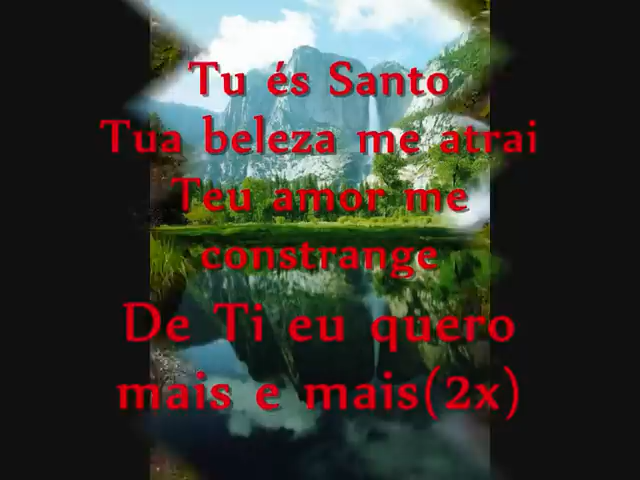 Tu és Santo
Tua beleza me atrai
Teu amor me
constrange
De Ti eu quero
mais e mais(2x)